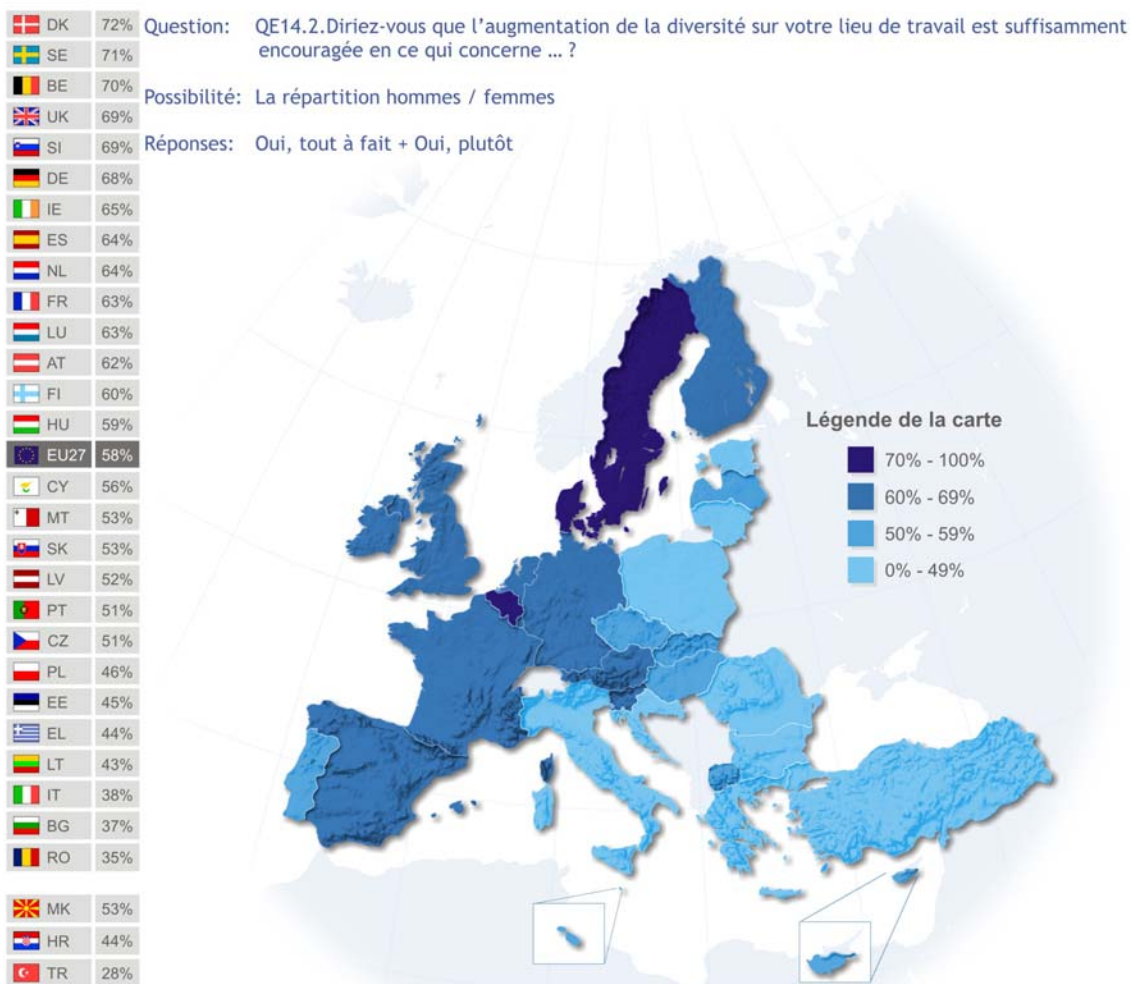 Question: QE14.2.Diriez-vous que l’augmentation de la diversité sur votre lieu de travail est suffisamment
encouragée en ce qui concerne … ?
Possibilité: La répartition hommes / femmes
Réponses: Oui, tout à fait + Oui, plutôt
DK 72%
SE 71%
BE 70%
UK 69%
SI 69%
DE 68%
IE 65%
ES 64%
NL 64%
FR 63%
LU 63%
AT 62%
FI 60%
HU 59%
EU27 58%
CY 56%
MT 53%
SK 53%
LV 52%
PT 51%
CZ 51%
PL 46%
EE 45%
EL 44%
LT 43%
IT 38%
BG 37%
RO 35%
MK 53%
HR 44%
TR 28%
Légende de la carte
70% - 100%
60% - 69%
50% - 59%
0% - 49%